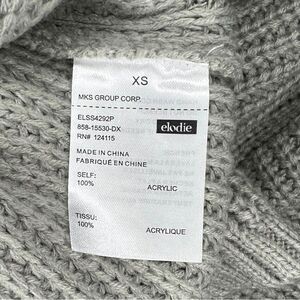 XS
MKS GROUP CORP.
ELSS4292P
858-15530-DX
RN# 124115
elodie
MADE IN CHINA
FABRIQUÉ EN CHINE
SELF:
100% ACRYLIC
TISSU:
100% ACRYLIQUE